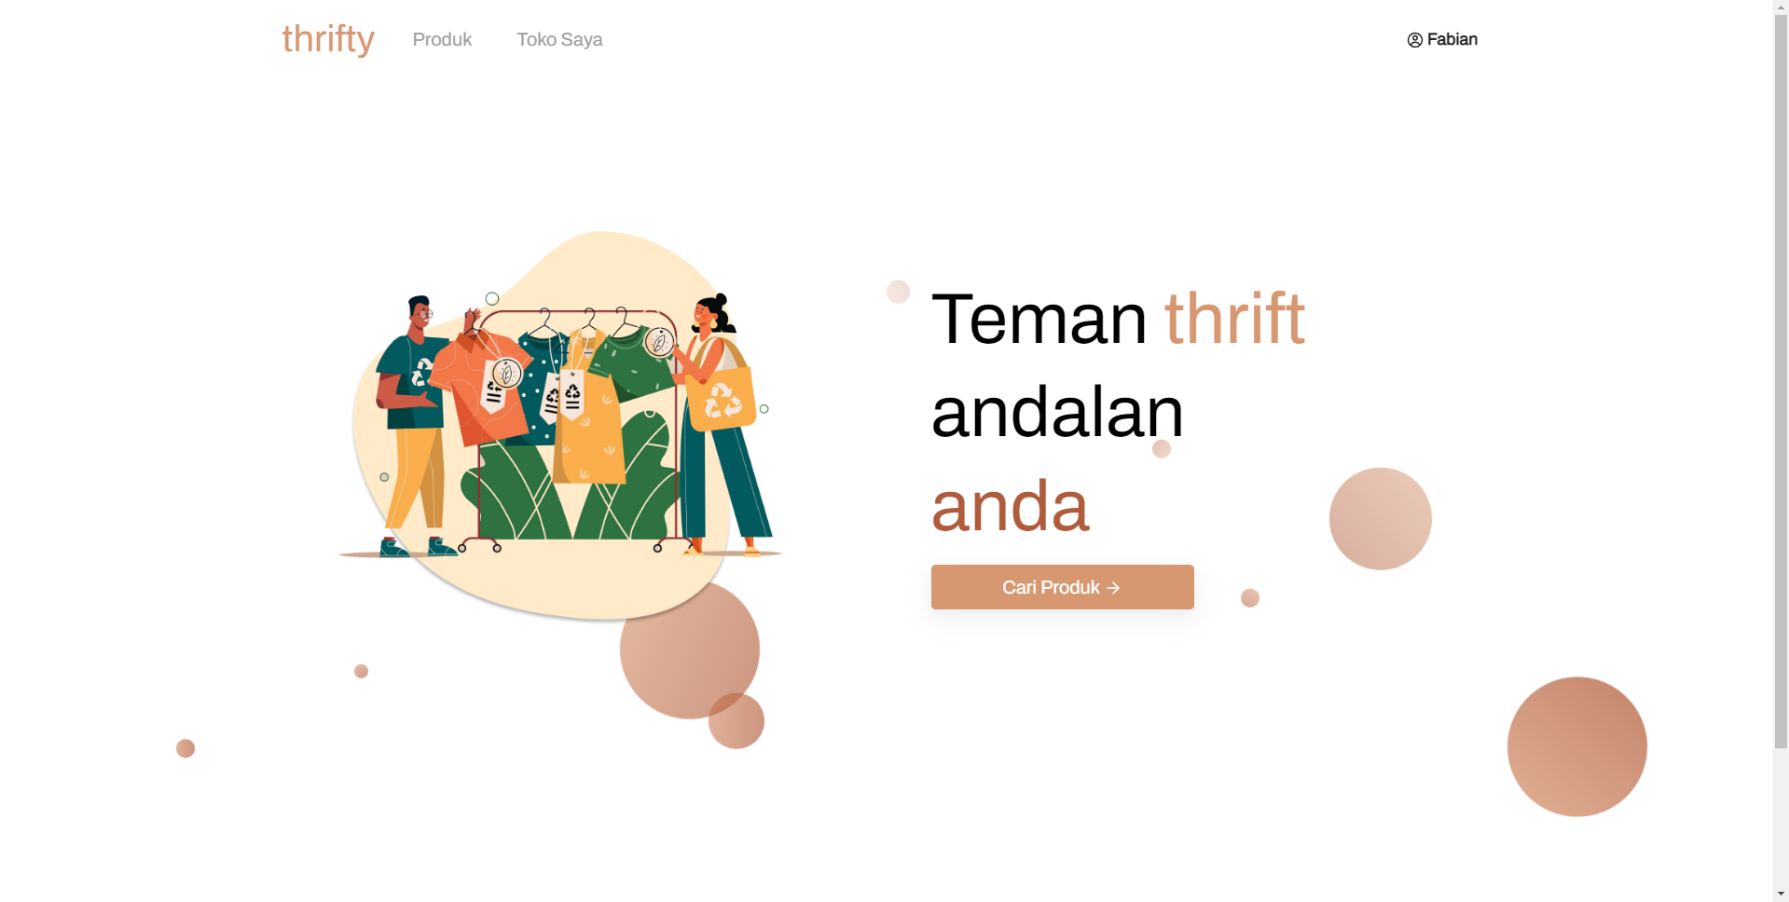 thrifty Produk Toko Saya Fabian
Teman thrift
andalan
anda
Cari Produk →